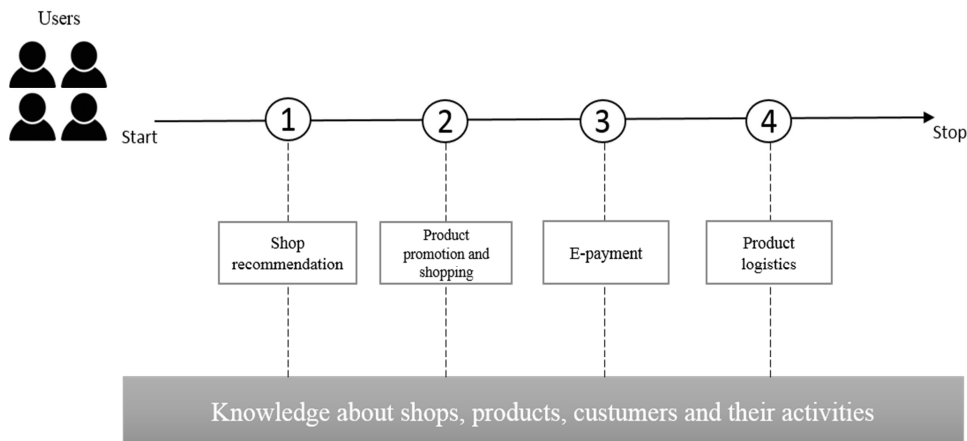 Users
Start
1
2
3
4
Stop
Shop
recommendation
Product
promotion and
shopping
E-payment
Product
logistics
Knowledge about shops, products, custumers and their activities